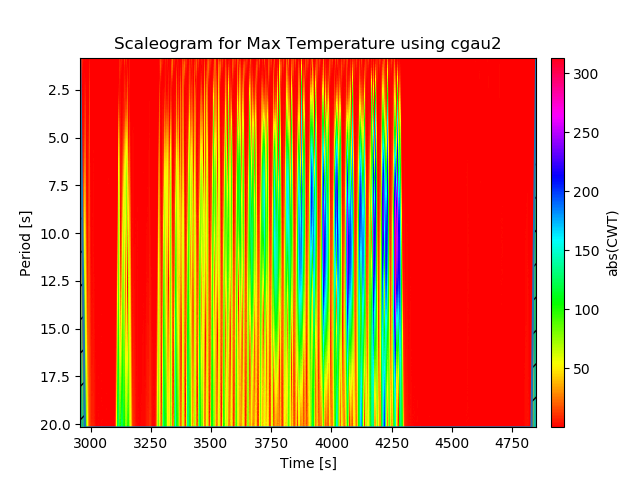 Scaleogram for Max Temperature using cgau2
2.5
5.0
7.5
10.0
12.5
15.0
17.5
20.0
Period [s]
3000 3250 3500 3750 4000 4250 4500 4750
Time [s]
300
250
200
150
100
50
abs(CWT)